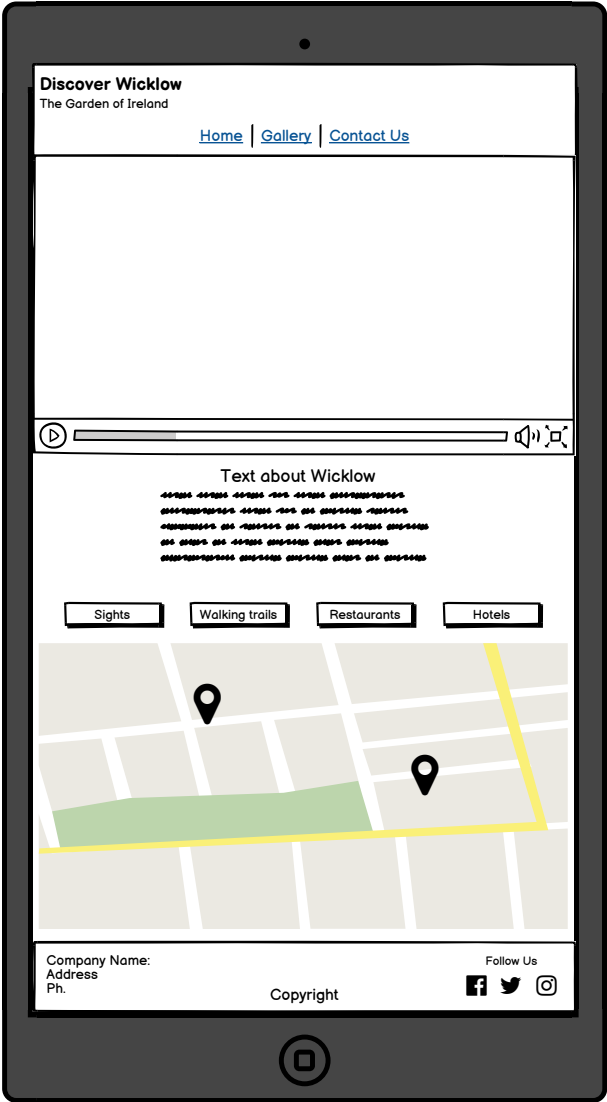 Discover Wicklow
The Garden of Ireland
Home | Gallery | Contact Us
Text about Wicklow
Sights Walking trails Restaurants Hotels
Company Name:
Address
Ph.
Copyright
Follow Us